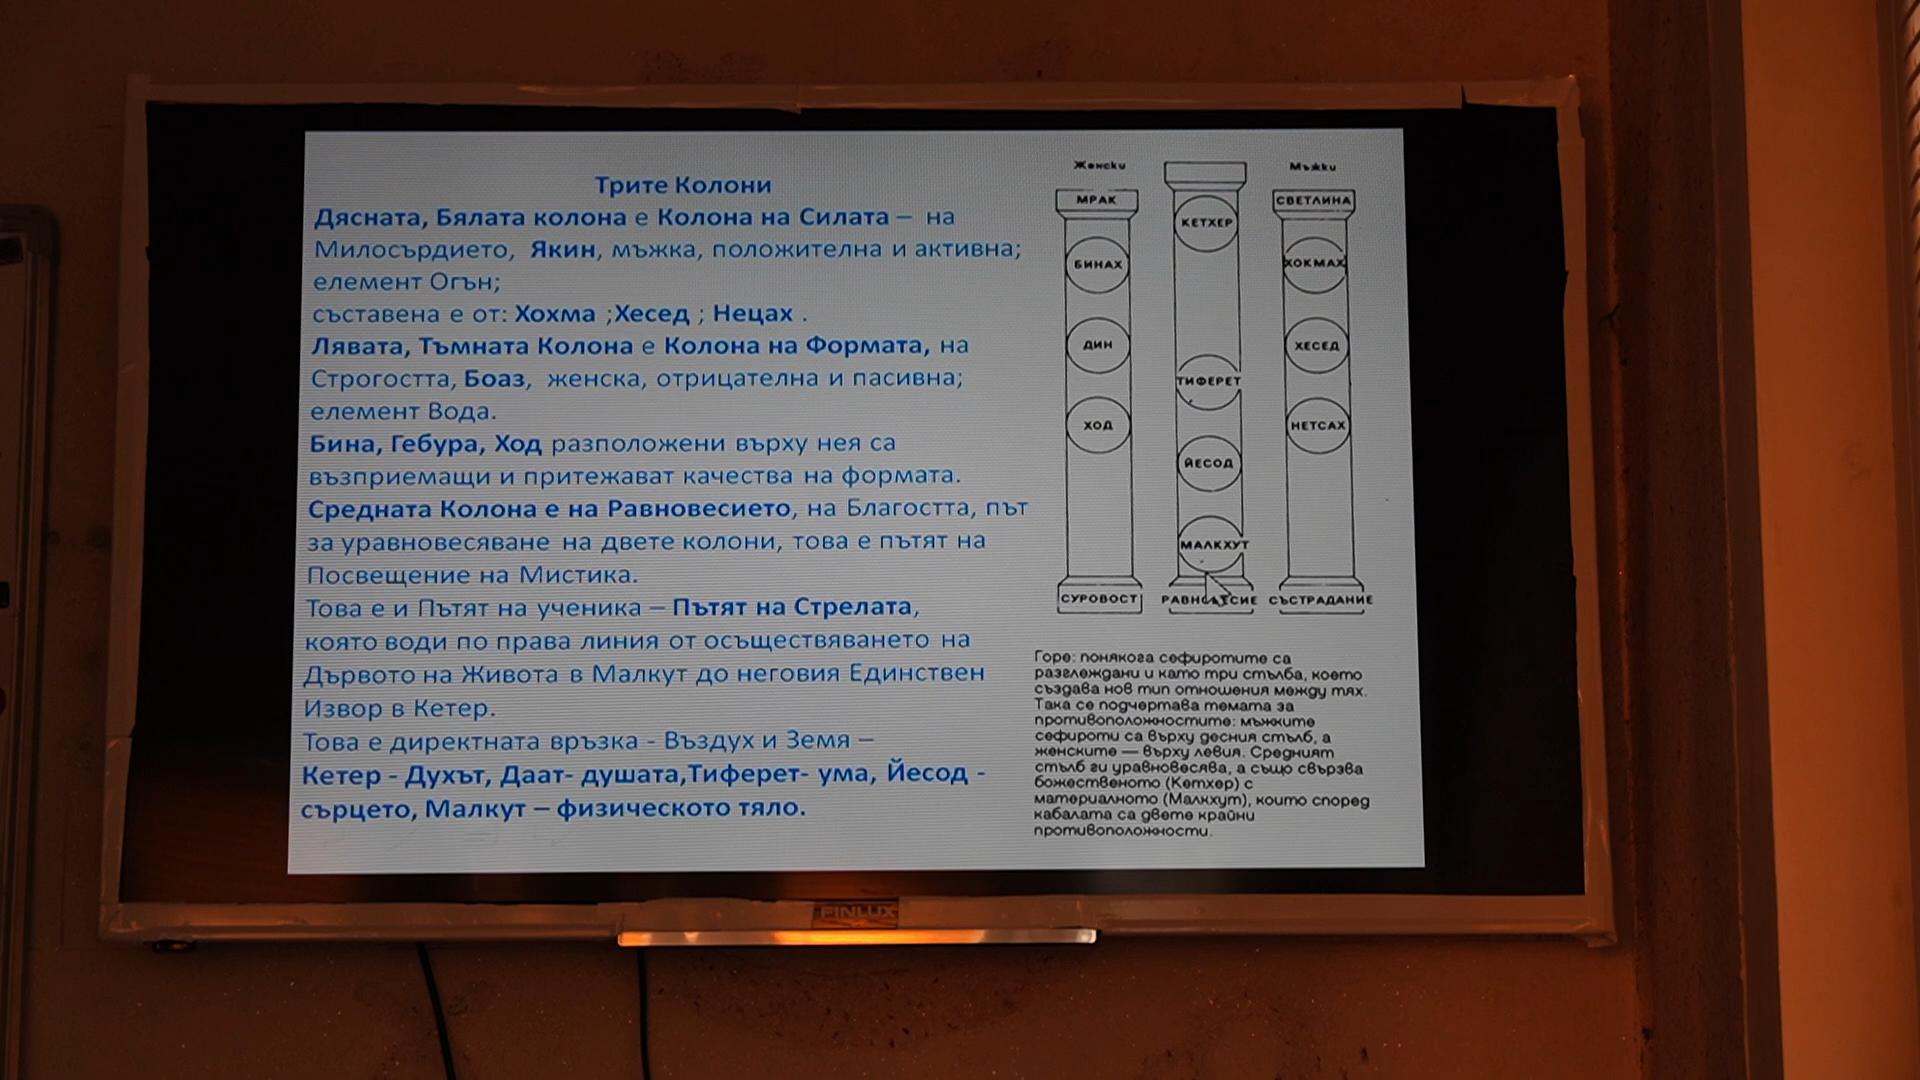 Трите Колони
Дясната, Бялата колона е Колона на Силата – на
Милосърдието, Якин, мъжка, положителна и активна;
елемент Огън;
съставена е от: Хохма ;Хесед ; Нецах .
Лявата, Тъмната Колона е Колона на Формата, на
Строгостта, Боаз, женска, отрицателна и пасивна;
елемент Вода.
Бина, Гебура, Ход разположени върху нея са
възприемащи и притежават качества на формата.
Средната Колона е на Равновесието, на Благостта, път
за уравновесяване на двете колони, това е пътят на
Посвещение на Мистика.
Това е и Пътят на ученика – Пътят на Стрелата,
която води по права линия от осъществяването на
Дървото на Живота в Малкут до неговия Единствен
Извор в Кетер.
Това е директната връзка - Въздух и Земя –
Кетер - Духът, Даат- душата,Тиферет- ума, Йесод -
сърцето, Малкут – физическото тяло.
Женски
Мъжки
МРАК
СВЕТЛИНА
КЕТХЕР
БИНАХ
ХОКМАХ
ДИН
ХЕСЕД
ТИФЕРЕТ
ХОД
НЕТСАХ
ЙЕСОД
МАЛКХУТ
СУРОВОСТ
РАВНОВЕСИЕ
СЪСТРАДАНИЕ
Горе: понякога сефиротите са
разглеждани и като три стълба, което
създава нов тип отношения между тях.
Така се подчертава темата за
противоположностите: мъжките
сефироти са върху десния стълб, а
женските — върху левия. Средният
стълб ги уравновесява, а също свързва
божественото (Кетхер) с
материалното (Малкхут), които според
кабалата са двете крайни
противоположности.
FINLUX